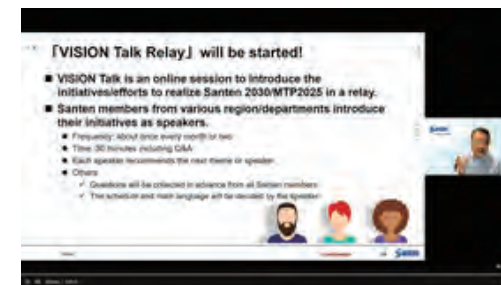 「VISION Talk Relay」 will be started!
■ VISION Talk is an online session to introduce the
initiatives/efforts to realize Santen 2030/MTP2025 in a relay.
■ Santen members from various region/departments introduce
their initiatives as speakers.
■ Frequency: about once every month or two
■ Time: 30 minutes including Q&A
■ Each speaker recommends the next theme or speaker
■ Others
✓ Questions will be collected in advance from all Santen members
✓ The schedule and main language will be decided by the speaker
Santen
Santen